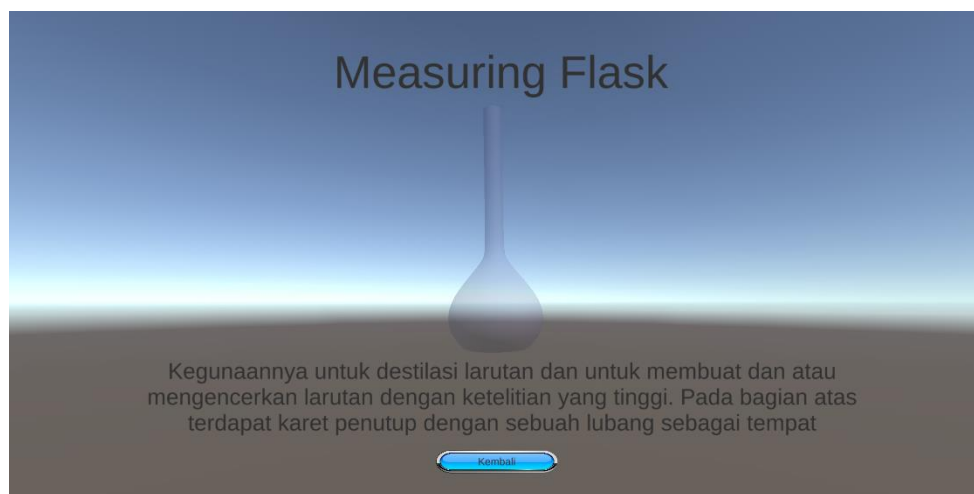 Measuring Flask
Kegunaannya untuk destilasi larutan dan untuk membuat dan atau
mengencerkan larutan dengan ketelitian yang tinggi. Pada bagian atas
terdapat karet penutup dengan sebuah lubang sebagai tempat
Kembali